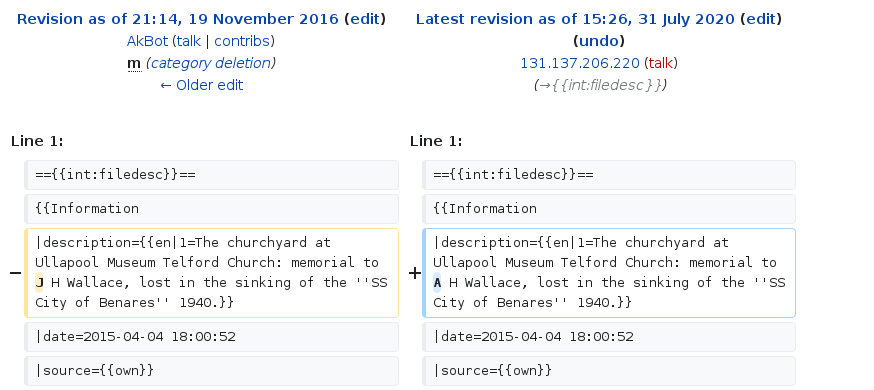 Revision as of 21:14, 19 November 2016 (edit)
AkBot (talk | contribs)
m (category deletion)
← Older edit
Latest revision as of 15:26, 31 July 2020 (edit)
(undo)
131.137.206.220 (talk)
(→{{int:filedesc}})
Line 1:
Line 1:
=={{int:filedesc}}==
=={{int:filedesc}}==
{{Information
{{Information
−
|description={{en|1=The churchyard at
Ullapool Museum Telford Church: memorial to
J H Wallace, lost in the sinking of the ''SS
City of Benares'' 1940.}}
+
|description={{en|1=The churchyard at
Ullapool Museum Telford Church: memorial to
A H Wallace, lost in the sinking of the ''SS
City of Benares'' 1940.}}
|date=2015-04-04 18:00:52
|date=2015-04-04 18:00:52
|source={{own}}
|source={{own}}